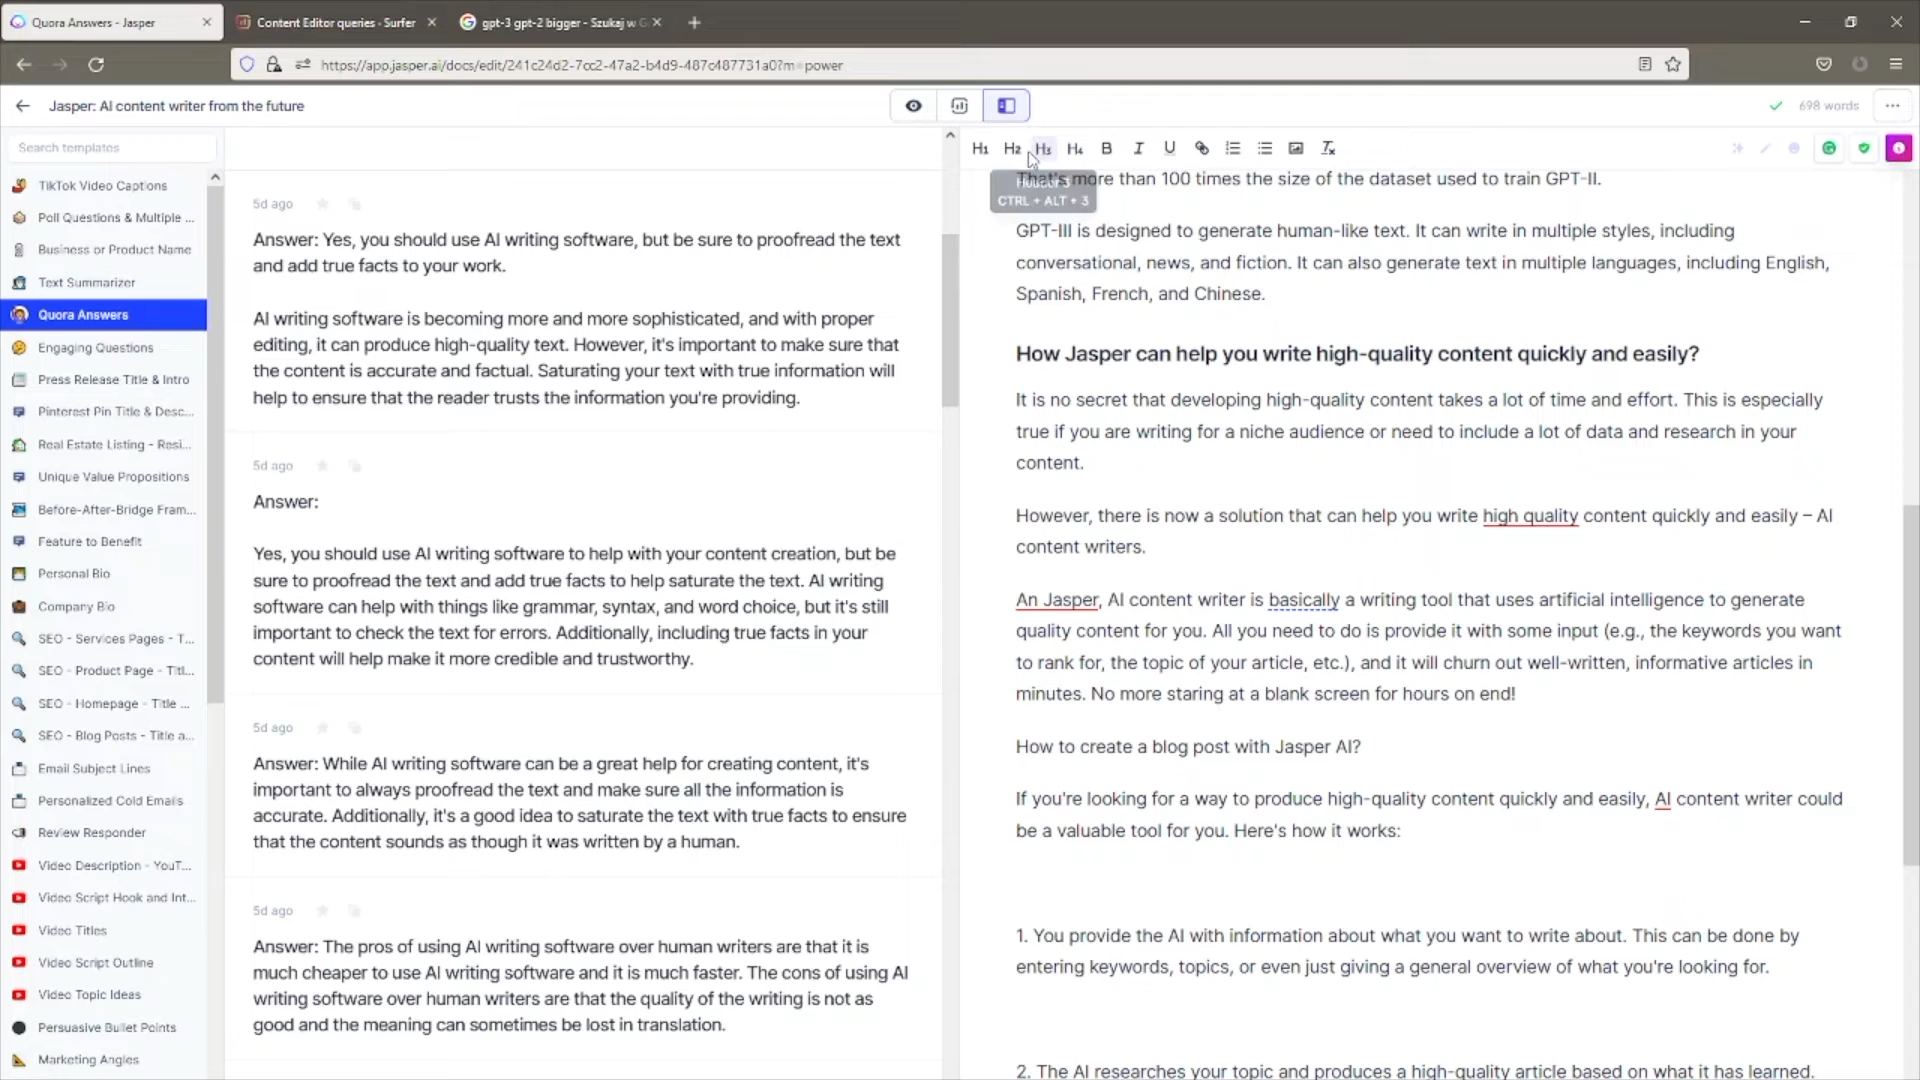 Quora Answers - Jasper
Content Editor queries · Surfer
gpt-3 gpt-2 bigger - Szukaj w G
https://app.jasper.ai/docs/edit/241c24d2-7cc2-47a2-b4d9-487c487731a0?m=power
Jasper: AI content writer from the future
698 words
Search templates
TikTok Video Captions
Poll Questions & Multiple ...
Business or Product Name
Text Summarizer
Quora Answers
Engaging Questions
Press Release Title & Intro
Pinterest Pin Title & Desc...
Real Estate Listing - Resi...
Unique Value Propositions
Before-After-Bridge Fram...
Feature to Benefit
Personal Bio
Company Bio
SEO - Services Pages - T...
SEO - Product Page - Titl...
SEO - Homepage - Title ...
SEO - Blog Posts - Title a...
Email Subject Lines
Personalized Cold Emails
Review Responder
Video Description - YouT...
Video Script Hook and Int...
Video Titles
Video Script Outline
Video Topic Ideas
Persuasive Bullet Points
Marketing Angles
5d ago
Answer: Yes, you should use AI writing software, but be sure to proofread the text
and add true facts to your work.
AI writing software is becoming more and more sophisticated, and with proper
editing, it can produce high-quality text. However, it's important to make sure that
the content is accurate and factual. Saturating your text with true information will
help to ensure that the reader trusts the information you're providing.
5d ago
Answer:
Yes, you should use AI writing software to help with your content creation, but be
sure to proofread the text and add true facts to help saturate the text. AI writing
software can help with things like grammar, syntax, and word choice, but it's still
important to check the text for errors. Additionally, including true facts in your
content will help make it more credible and trustworthy.
5d ago
Answer: While AI writing software can be a great help for creating content, it's
important to always proofread the text and make sure all the information is
accurate. Additionally, it's a good idea to saturate the text with true facts to ensure
that the content sounds as though it was written by a human.
5d ago
Answer: The pros of using AI writing software over human writers are that it is
much cheaper to use AI writing software and it is much faster. The cons of using AI
writing software over human writers are that the quality of the writing is not as
good and the meaning can sometimes be lost in translation.
H1 H2 H3 H4 B I U
CTRL + ALT + 3
That's more than 100 times the size of the dataset used to train GPT-II.
GPT-III is designed to generate human-like text. It can write in multiple styles, including
conversational, news, and fiction. It can also generate text in multiple languages, including English,
Spanish, French, and Chinese.
How Jasper can help you write high-quality content quickly and easily?
It is no secret that developing high-quality content takes a lot of time and effort. This is especially
true if you are writing for a niche audience or need to include a lot of data and research in your
content.
However, there is now a solution that can help you write high quality content quickly and easily – AI
content writers.
An Jasper, AI content writer is basically a writing tool that uses artificial intelligence to generate
quality content for you. All you need to do is provide it with some input (e.g., the keywords you want
to rank for, the topic of your article, etc.), and it will churn out well-written, informative articles in
minutes. No more staring at a blank screen for hours on end!
How to create a blog post with Jasper AI?
If you're looking for a way to produce high-quality content quickly and easily, AI content writer could
be a valuable tool for you. Here's how it works:
1. You provide the AI with information about what you want to write about. This can be done by
entering keywords, topics, or even just giving a general overview of what you're looking for.
2. The AI researches your topic and produces a high-quality article based on what it has learned.